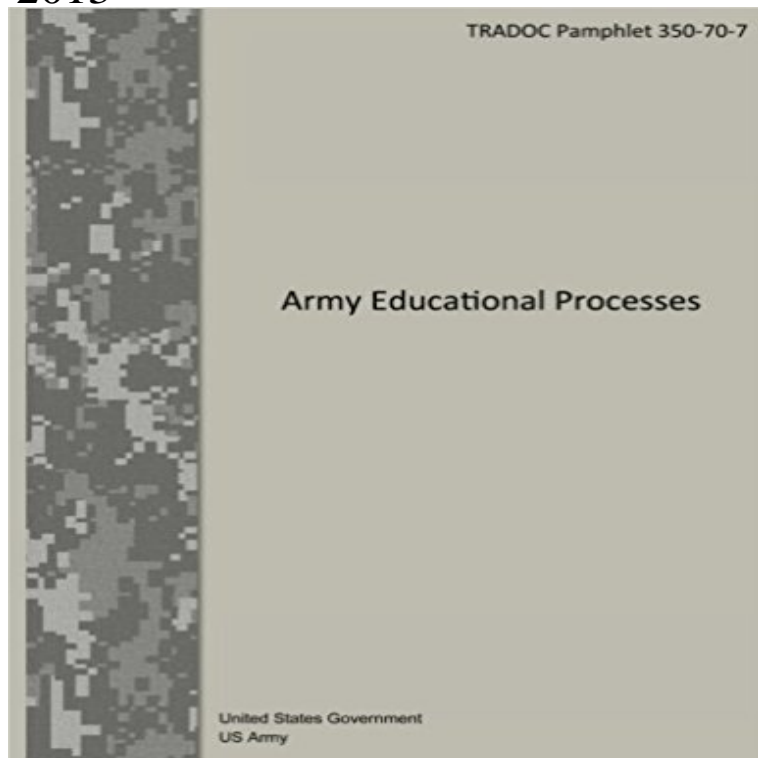 TRADOC Pamphlet 350-70-7
Army Educational Processes
United States Government
US Army